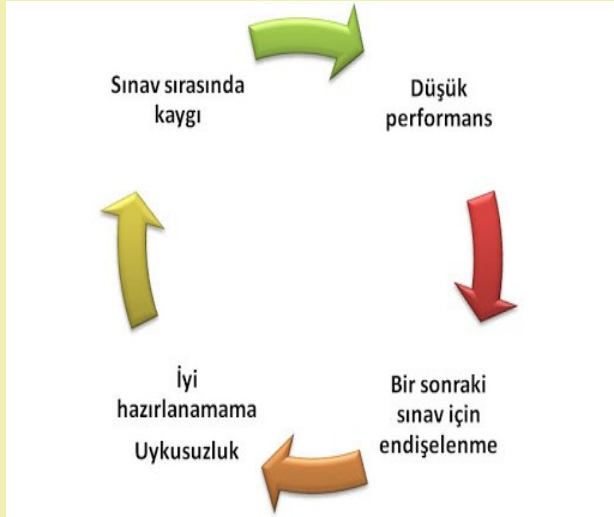 Sınav sırasında
kaygı
Düşük
performans
Bir sonraki
sınav için
endişelenme
İyi
hazırlanamama
Uykusuzluk